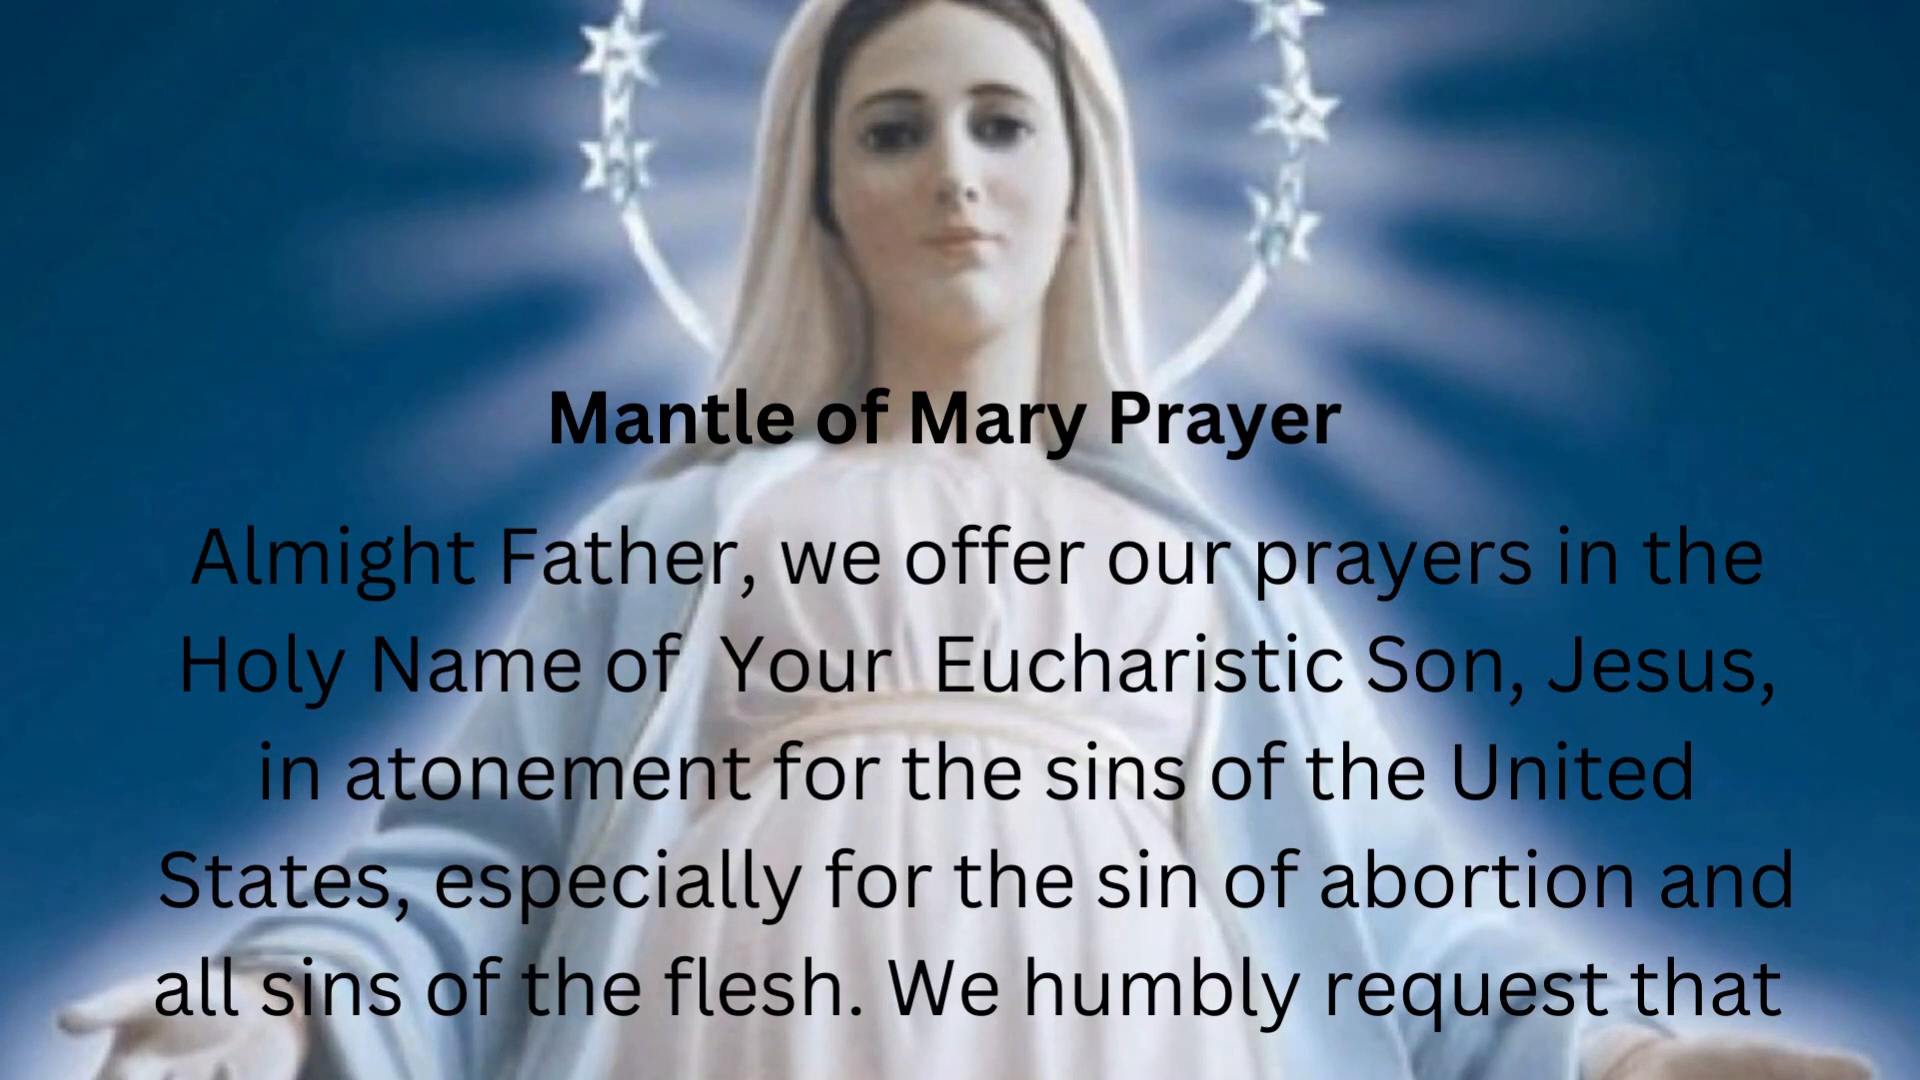 Mantle of Mary Prayer
Almight Father, we offer our prayers in the
Holy Name of Your Eucharistic Son, Jesus,
in atonement for the sins of the United
States, especially for the sin of abortion and
all sins of the flesh. We humbly request that